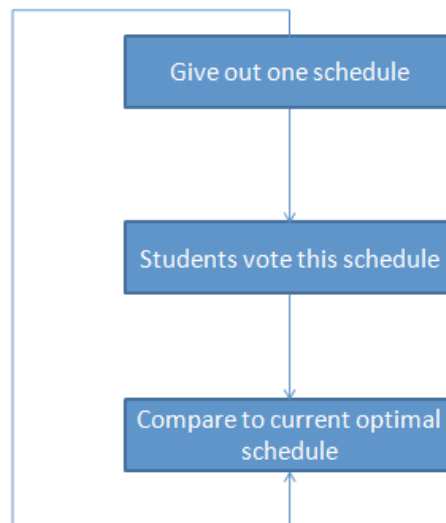 Give out one schedule
Students vote this schedule
Compare to current optimal
schedule